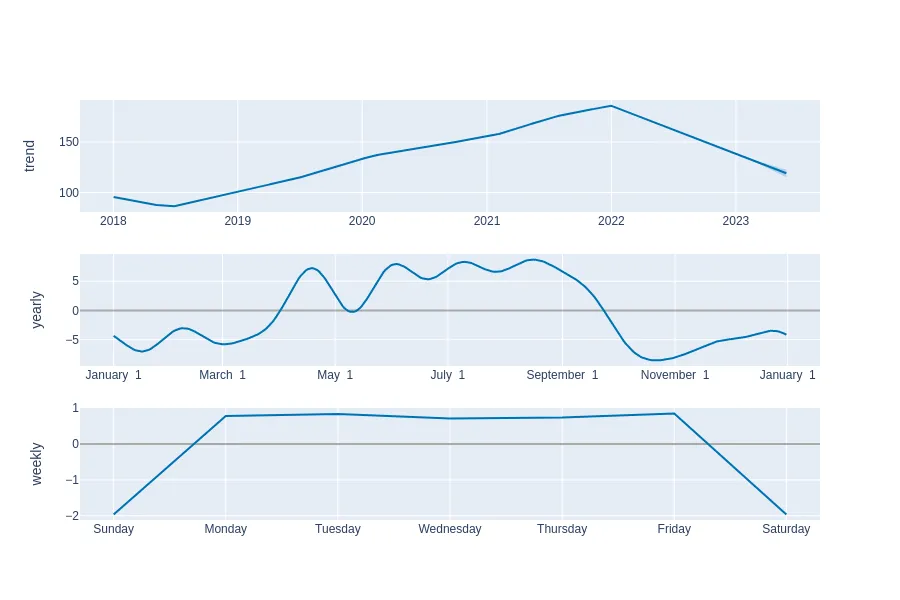 trend
150
100
2018 2019 2020 2021 2022 2023
yearly
5
0
−5
January 1 March 1 May 1 July 1 September 1 November 1 January 1
weekly
1
0
−1
−2
Sunday Monday Tuesday Wednesday Thursday Friday Saturday